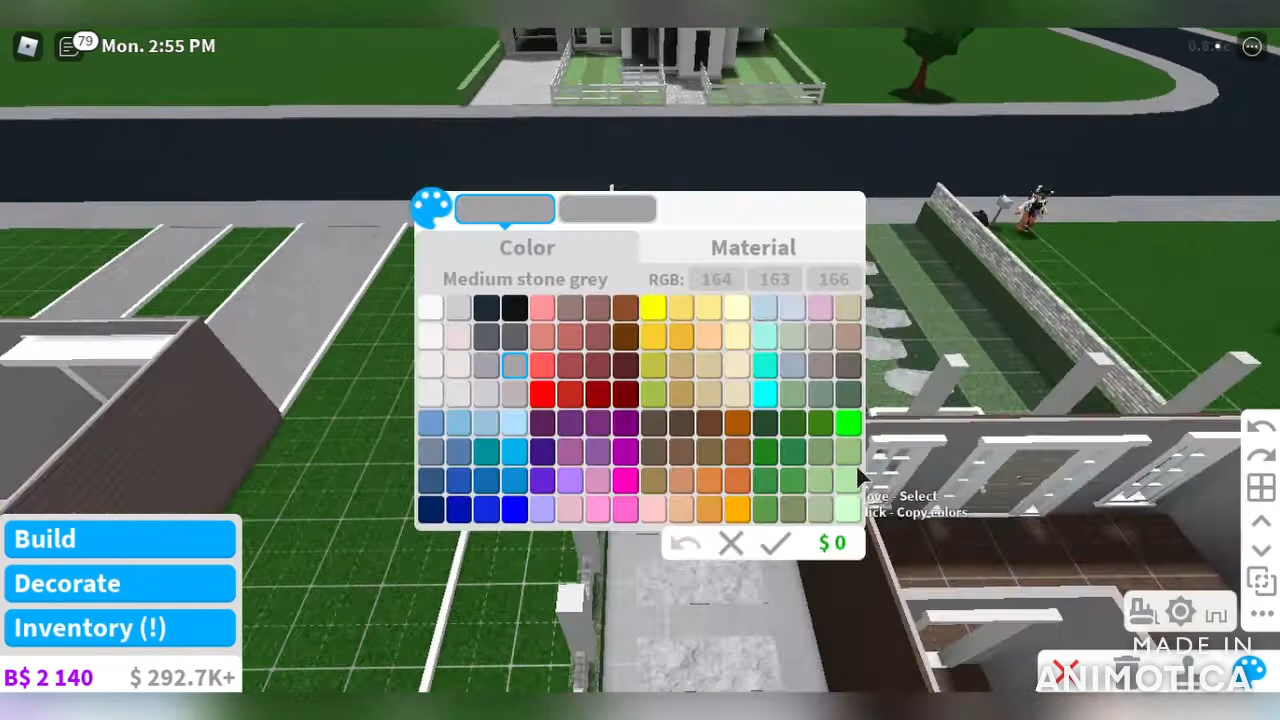 79
Mon. 2:55 PM
Color
Material
Medium stone grey
RGB: 164 163 166
ove - Select
ick - Copy colors
$ 0
Build
Decorate
Inventory (!)
B$ 2 140
$ 292.7K+
MADE IN
ANIMOTICA